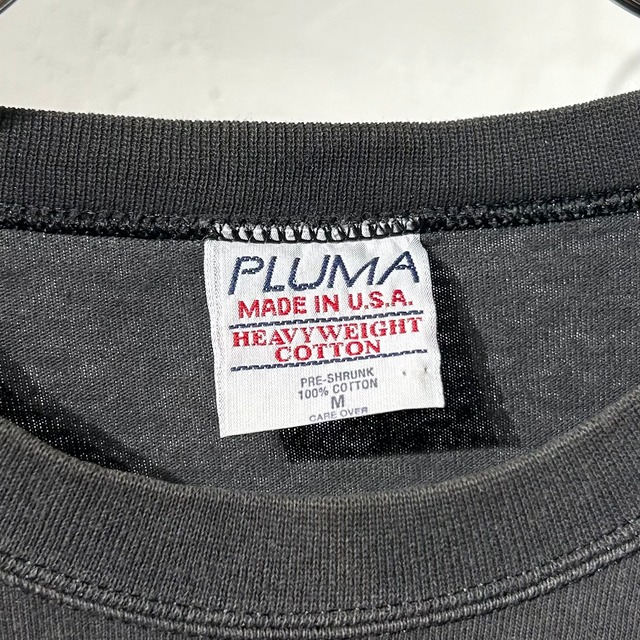 PLUMA
MADE IN U.S.A.
HEAVYWEIGHT
COTTON
PRE-SHRUNK
100% COTTON
M
CARE OVER